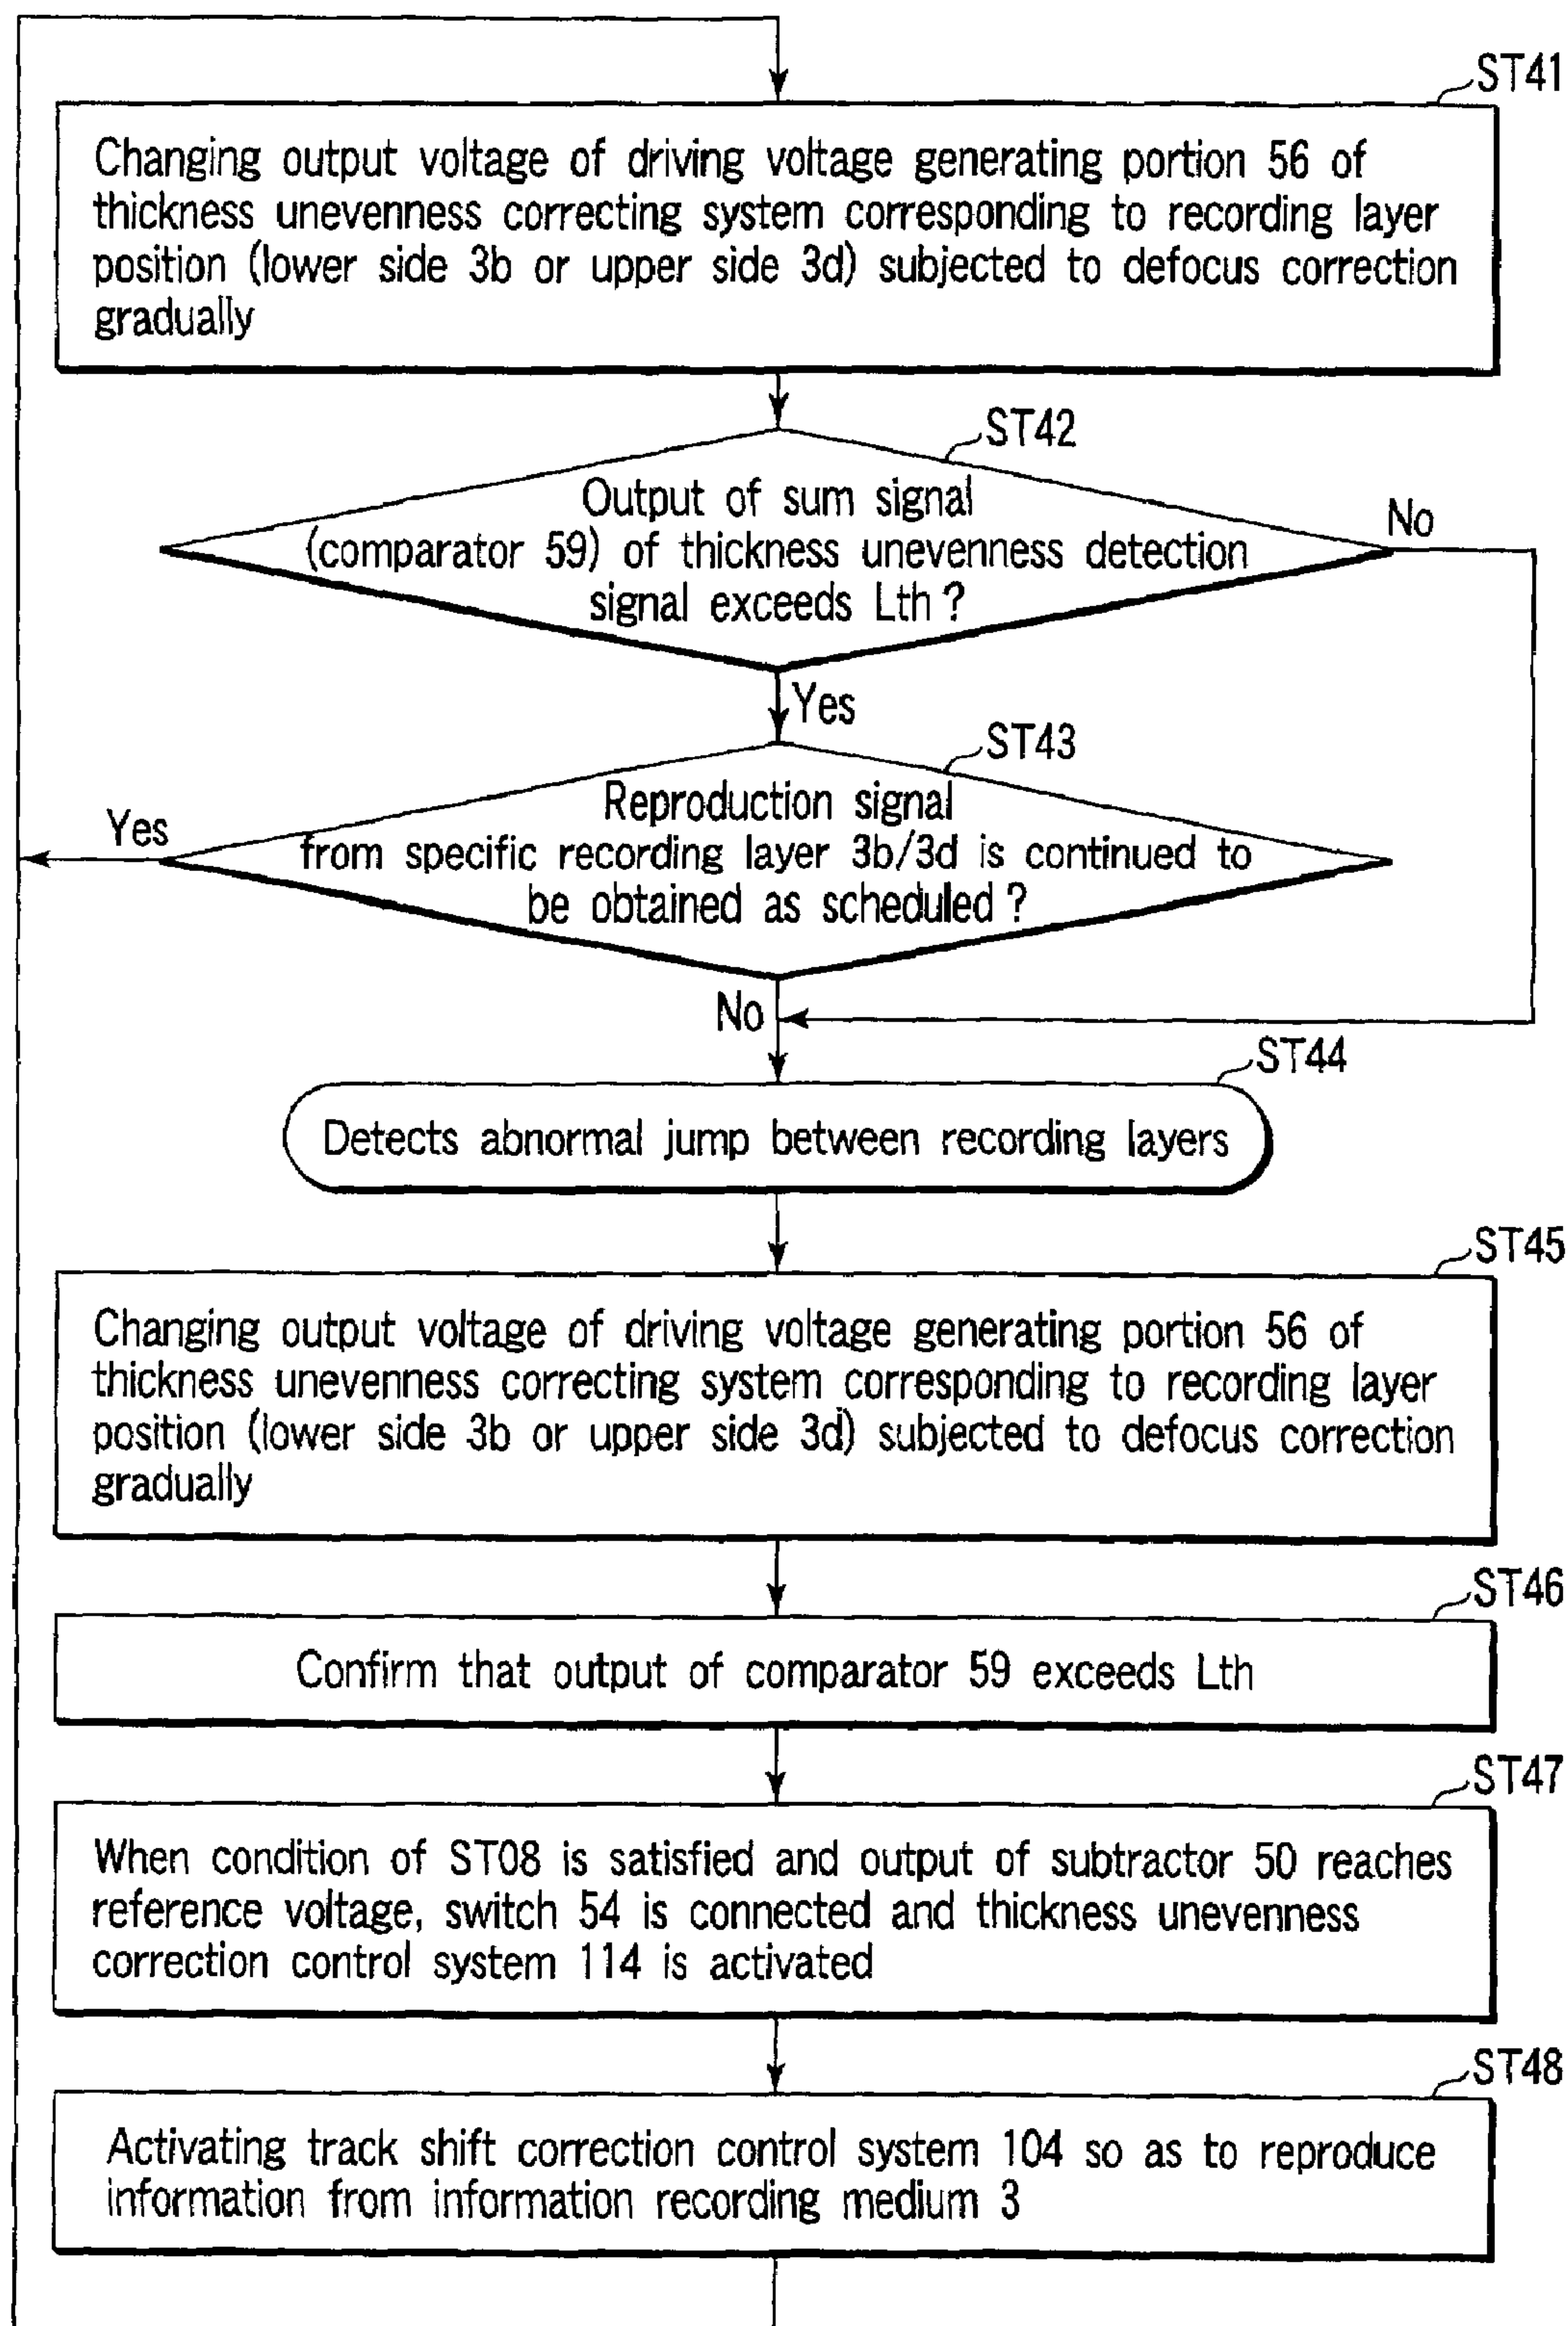 ST41
Changing output voltage of driving voltage generating portion 56 of
thickness unevenness correcting system corresponding to recording layer
position (lower side 3b or upper side 3d) subjected to defocus correction
gradually
ST42
Output of sum signal
(comparator 59) of thickness unevenness detection
signal exceeds Lth ?
No
Yes
ST43
Reproduction signal
from specific recording layer 3b/3d is continued to
be obtained as scheduled ?
Yes
No
ST44
Detects abnormal jump between recording layers
ST45
Changing output voltage of driving voltage generating portion 56 of
thickness unevenness correcting system corresponding to recording layer
position (lower side 3b or upper side 3d) subjected to defocus correction
gradually
ST46
Confirm that output of comparator 59 exceeds Lth
ST47
When condition of ST08 is satisfied and output of subtractor 50 reaches
reference voltage, switch 54 is connected and thickness unevenness
correction control system 114 is activated
ST48
Activating track shift correction control system 104 so as to reproduce
information from information recording medium 3